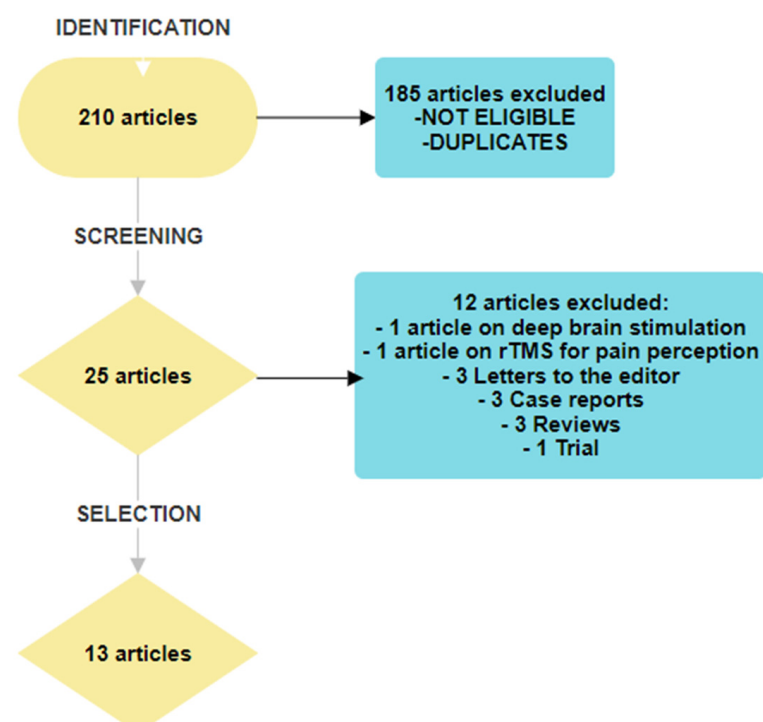 IDENTIFICATION
210 articles
185 articles excluded
-NOT ELIGIBLE
-DUPLICATES
SCREENING
25 articles
12 articles excluded:
- 1 article on deep brain stimulation
- 1 article on rTMS for pain perception
- 3 Letters to the editor
- 3 Case reports
- 3 Reviews
- 1 Trial
SELECTION
13 articles